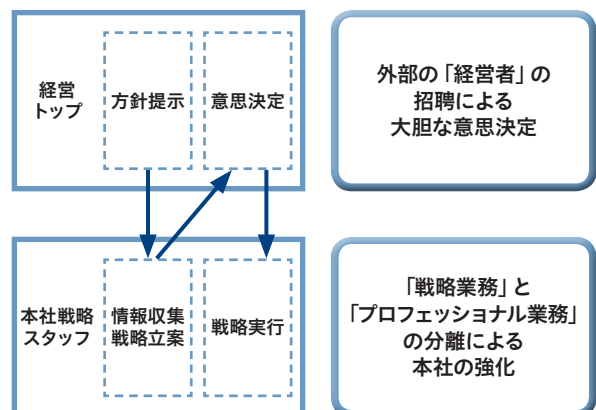 経営
トップ
方針提示
意思決定
外部の「経営者」の
招聘による
大胆な意思決定
本社戦略
スタッフ
情報収集
戦略立案
戦略実行
「戦略業務」と
「プロフェッショナル業務」
の分離による
本社の強化